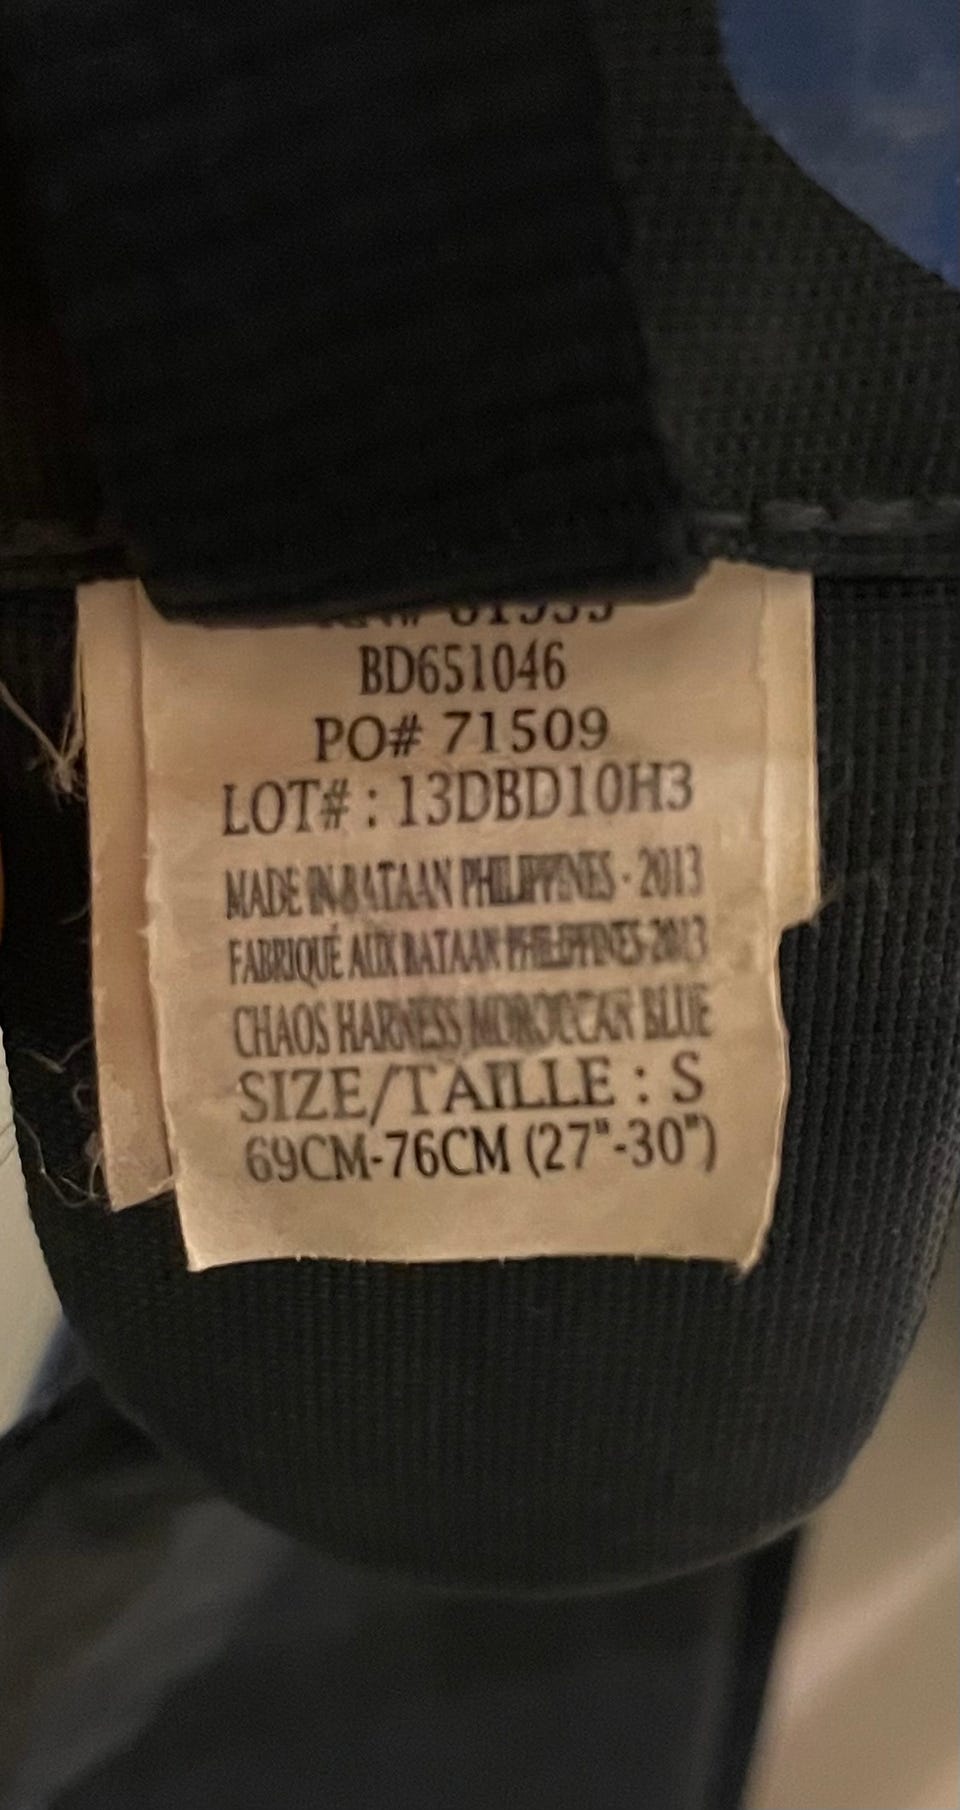 BD651046
PO# 71509
LOT# : 13DBD10H3
MADE IN BATAAN PHILIPPINES - 2013
FABRIQUÉ AUX BATAAN PHILIPPINES-2013
CHAOS HARNESS MOROCCAN BLUE
SIZE/TAILLE : S
69CM-76CM (27"-30")